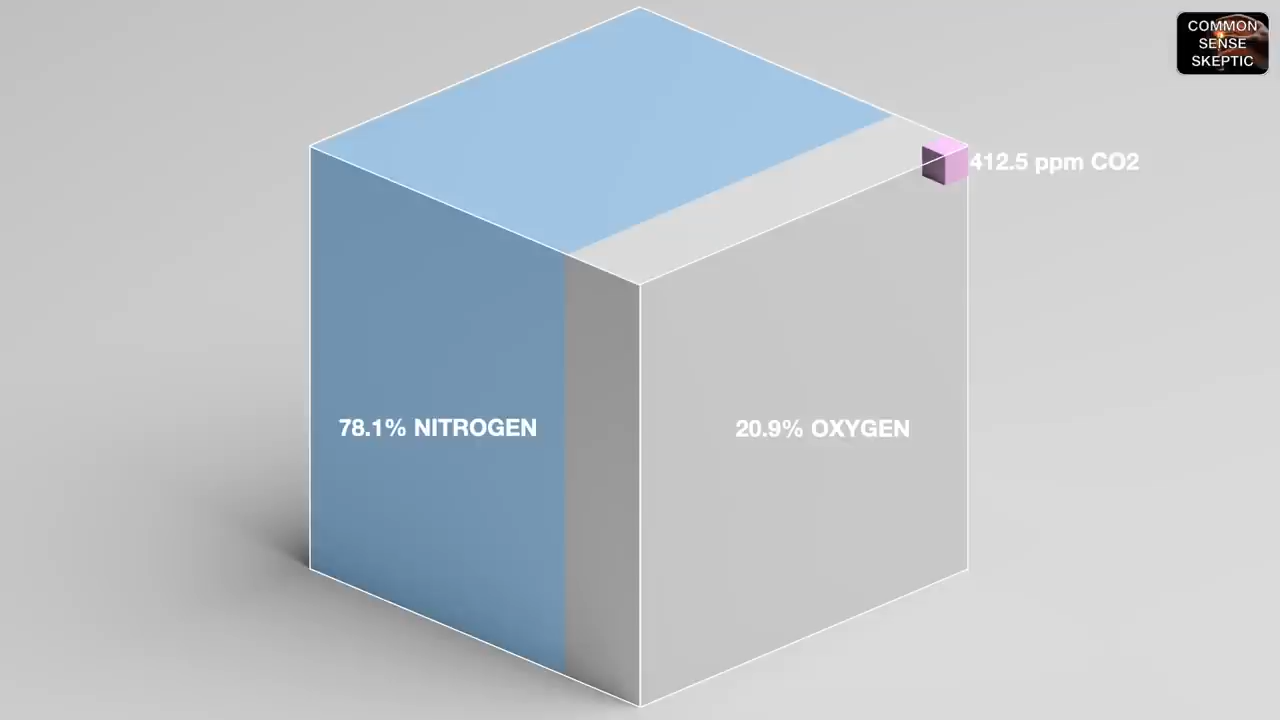 COMMON
SENSE
SKEPTIC
412.5 ppm CO2
78.1% NITROGEN
20.9% OXYGEN